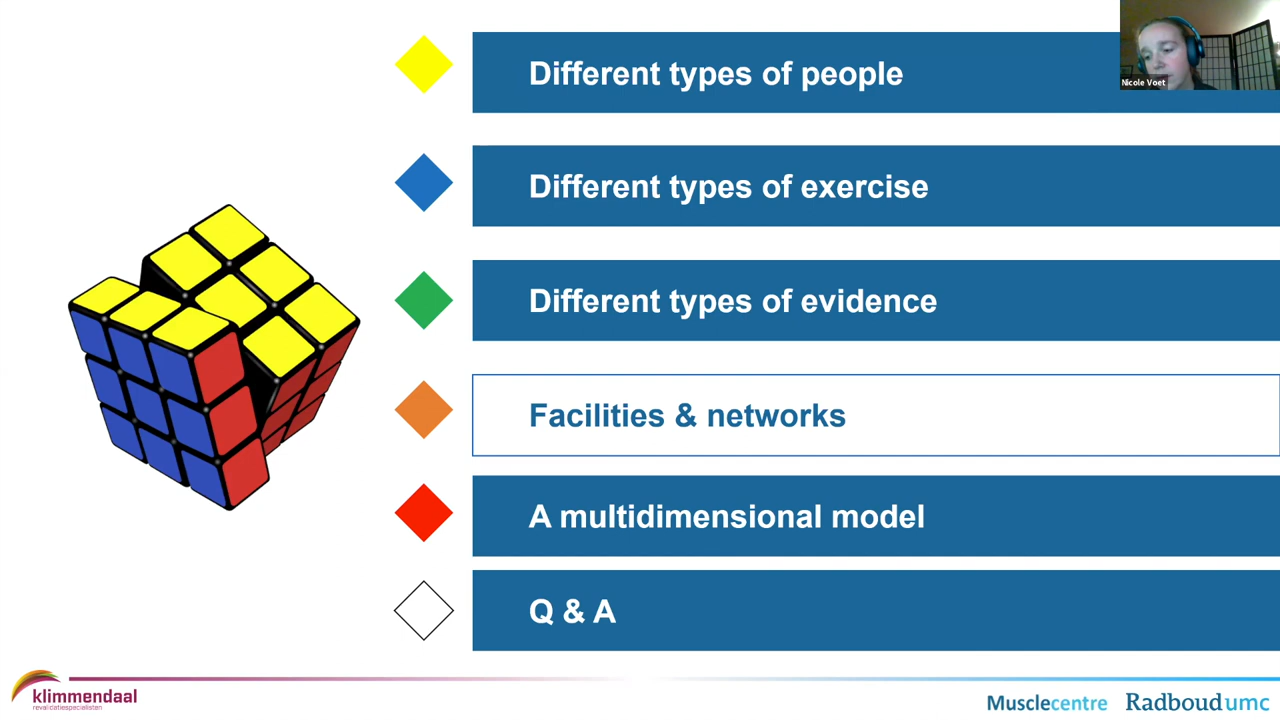 Different types of people
Nicole Voet
Different types of exercise
Different types of evidence
Facilities & networks
A multidimensional model
Q & A
klimmendaal
revalidatiespecialisten
Musclecentre
Radboudumc